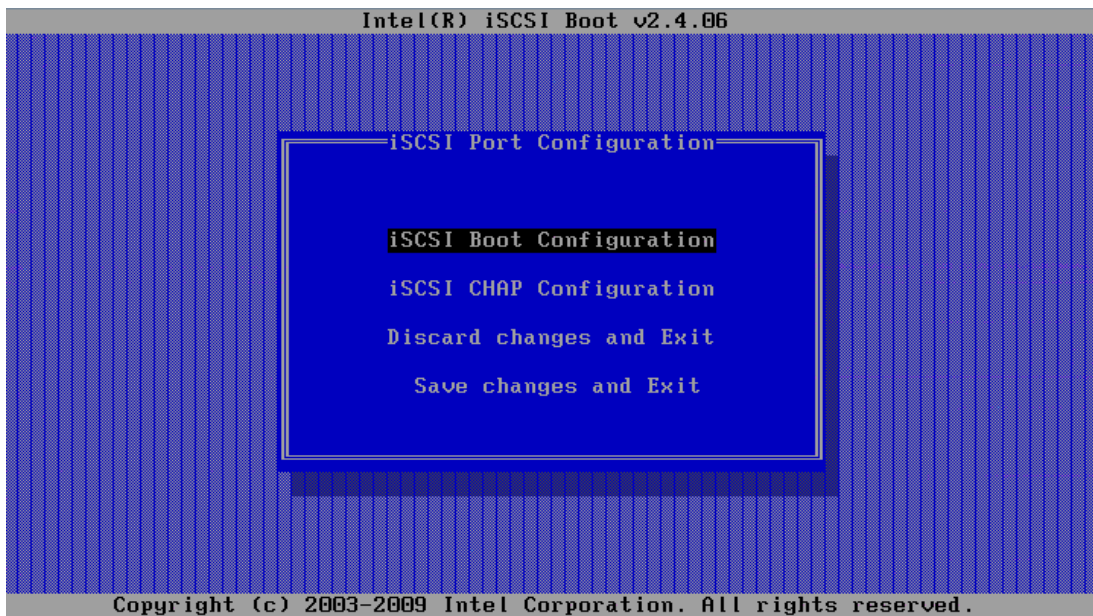 Intel(R) iSCSI Boot v2.4.06
iSCSI Port Configuration
iSCSI Boot Configuration
iSCSI CHAP Configuration
Discard changes and Exit
Save changes and Exit
Copyright (c) 2003-2009 Intel Corporation. All rights reserved.